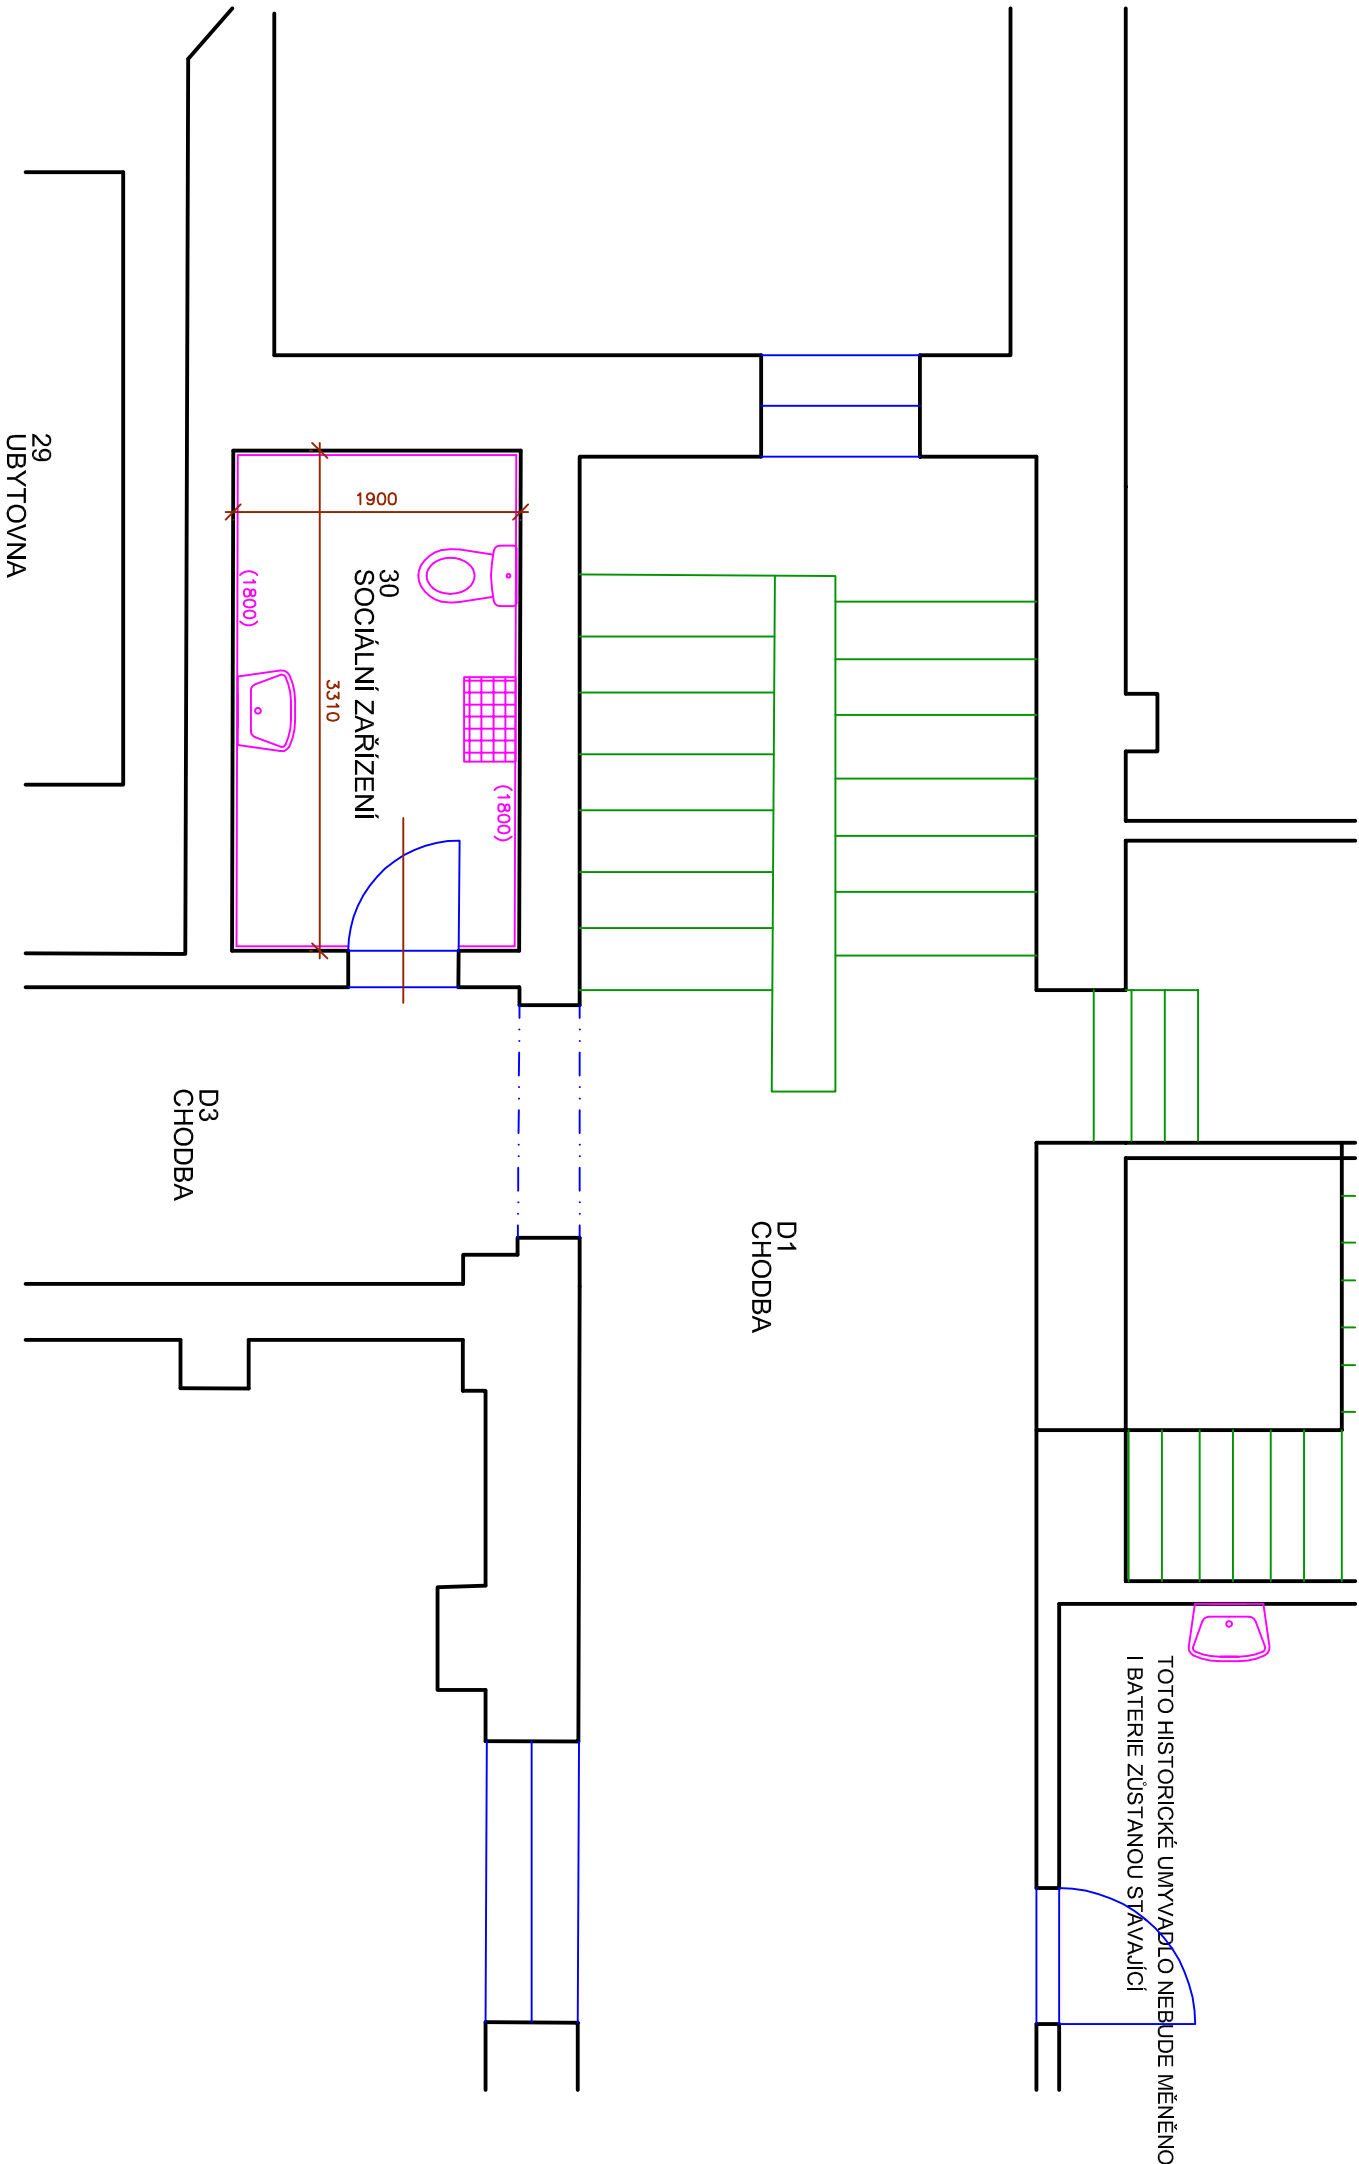 29
UBYTOVNA
30
SOCIÁLNÍ ZAŘÍZENÍ
1900
3310
(1800)
(1800)
D3
CHODBA
D1
CHODBA
TOTO HISTORICKÉ UMYVADLO NEBUDE MĚNĚNO
I BATERIE ZŮSTANOU STÁVAJÍCÍ